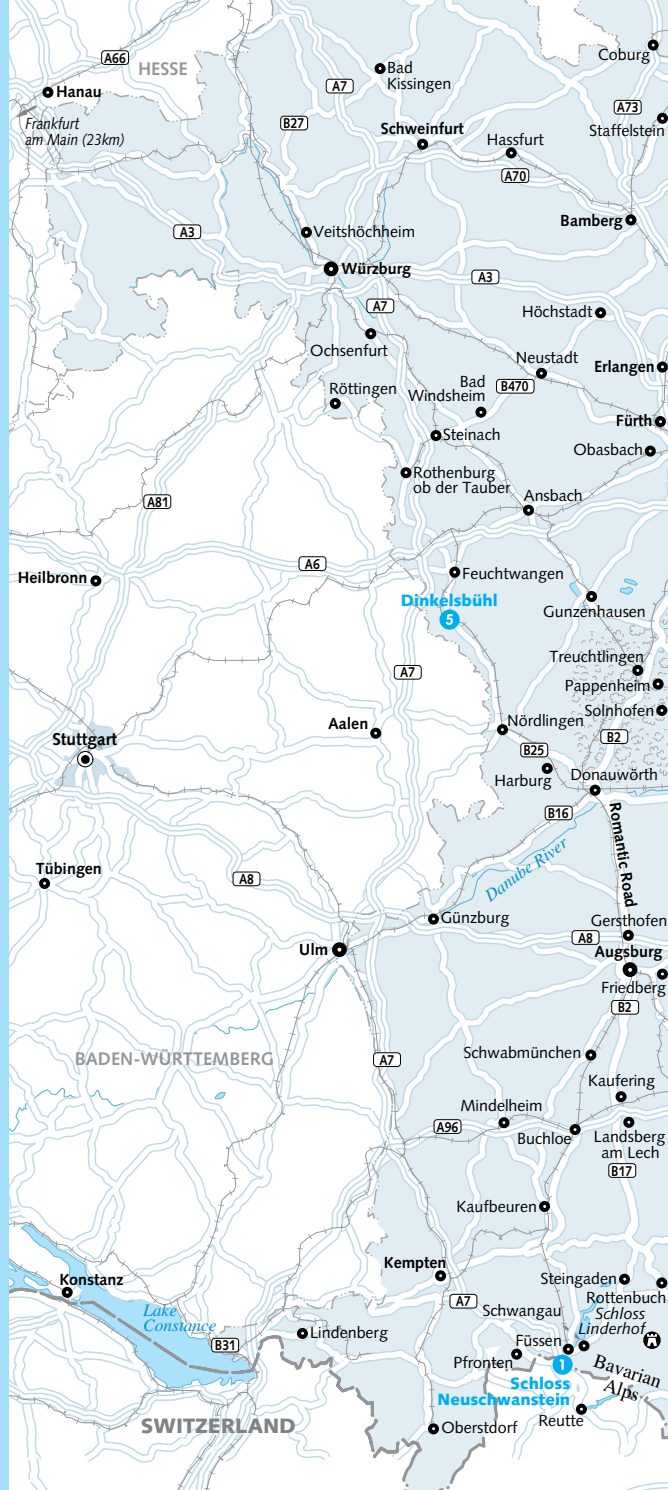 Coburg
A66
HESSE
Bad
Kissingen
A7
Hanau
A73
Frankfurt
am Main (23km)
B27
Schweinfurt
Staffelstein
Hassfurt
A70
Bamberg
A3
Veitshöchheim
Würzburg
A3
A7
Höchstadt
Ochsenfurt
Neustadt
Erlangen
Röttingen
Bad
Windsheim
B470
Fürth
Steinach
Obasbach
Rothenburg
ob der Tauber
Ansbach
A81
A6
Heilbronn
Feuchtwangen
Dinkelsbühl
5
Gunzenhausen
Treuchtlingen
A7
Pappenheim
Solnhofen
Aalen
Nördlingen
Stuttgart
B2
B25
Harburg
Donauwörth
B16
Romantic Road
Danube River
Tübingen
A8
Günzburg
Gersthofen
A8
Ulm
Augsburg
Friedberg
B2
BADEN-WÜRTTEMBERG
A7
Schwabmünchen
Kaufering
Mindelheim
A96
Buchloe
Landsberg
am Lech
B17
Kaufbeuren
Kempten
Konstanz
Steingaden
A7
Rottenbuch
Lake
Constance
Schwangau
Schloss
Linderhof
Lindenberg
B31
Füssen
Pfronten
1
Bavarian
Alps
Schloss
Neuschwanstein
SWITZERLAND
Oberstdorf
Reutte